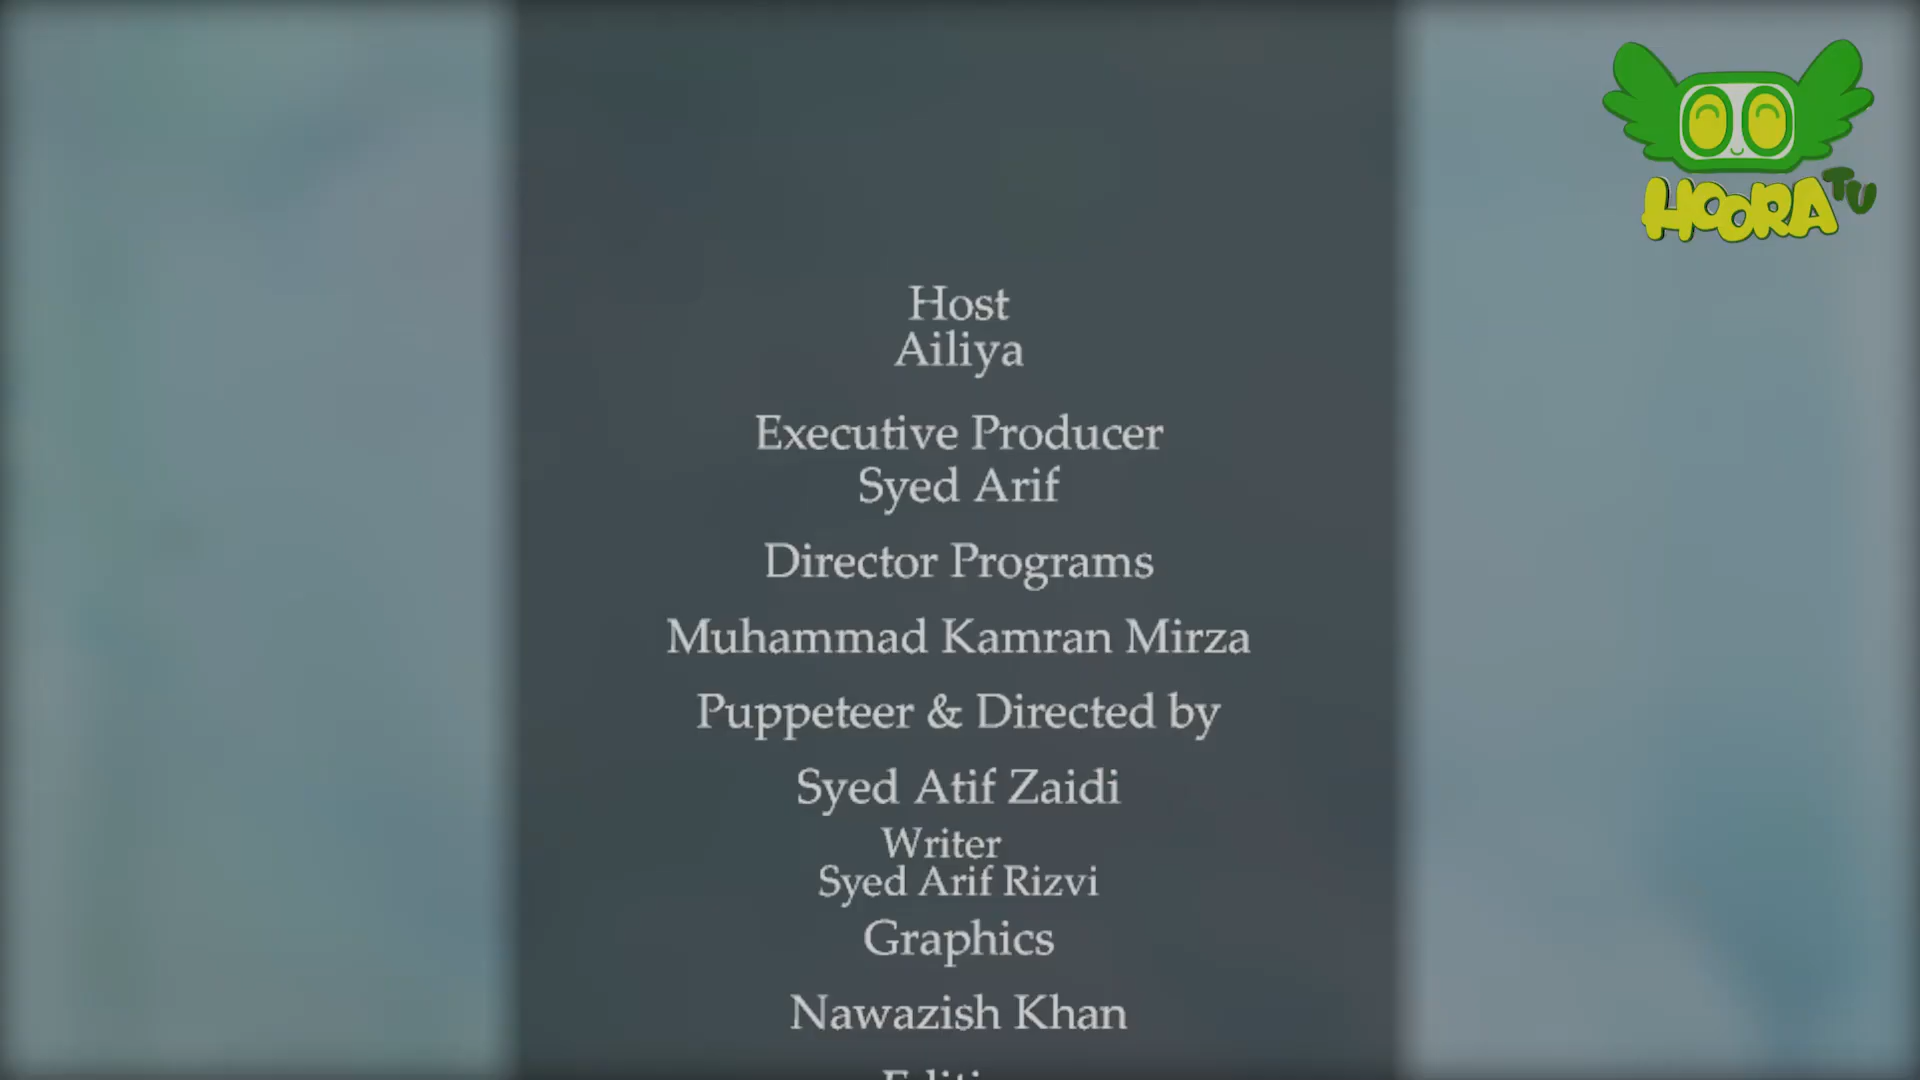 HOORA TV
Host
Ailiya
Executive Producer
Syed Arif
Director Programs
Muhammad Kamran Mirza
Puppeteer & Directed by
Syed Atif Zaidi
Writer
Syed Arif Rizvi
Graphics
Nawazish Khan